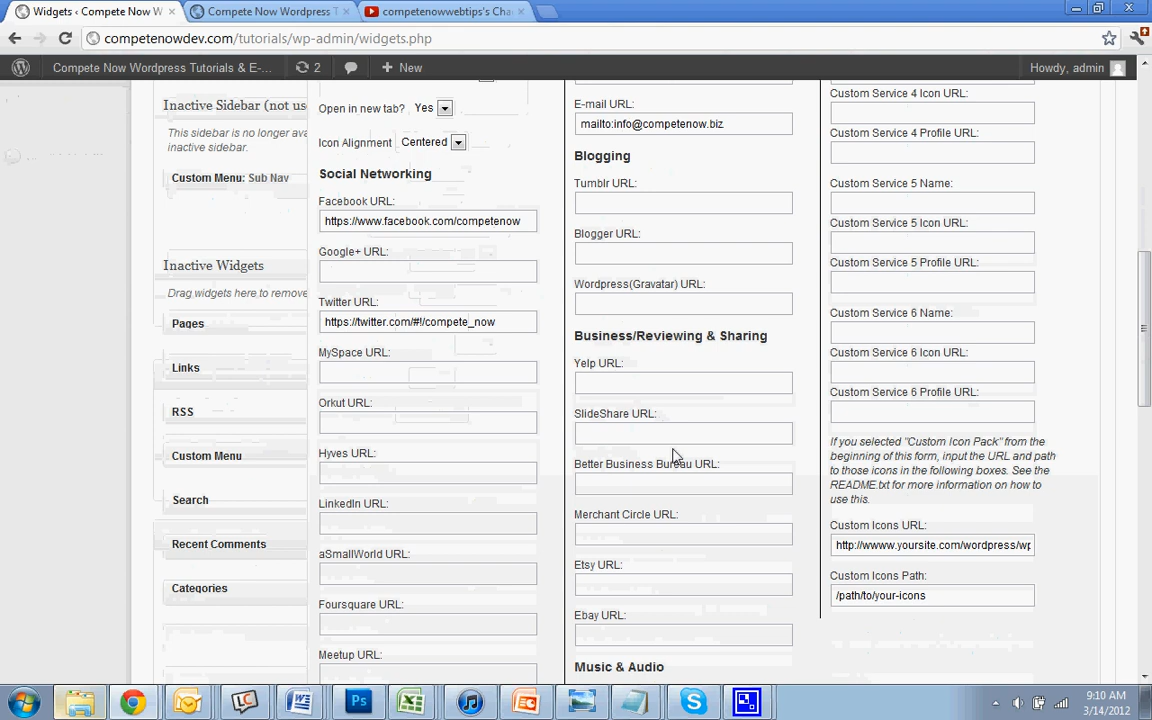 Widgets ‹ Compete Now W
Compete Now Wordpress T
competenowwebtips's Cha
competenowdev.com/tutorials/wp-admin/widgets.php
Compete Now Wordpress Tutorials & E-...
2
New
Howdy, admin
Inactive Sidebar (not us
This sidebar is no longer ava
inactive sidebar.
Custom Menu: Sub Nav
Inactive Widgets
Drag widgets here to remove
Pages
Links
RSS
Custom Menu
Search
Recent Comments
Categories
Open in new tab? Yes
Icon Alignment Centered
Social Networking
Facebook URL:
https://www.facebook.com/competenow
Google+ URL:
Twitter URL:
https://twitter.com/#!/compete_now
MySpace URL:
Orkut URL:
Hyves URL:
LinkedIn URL:
aSmallWorld URL:
Foursquare URL:
Meetup URL:
E-mail URL:
mailto:info@competenow.biz
Blogging
Tumblr URL:
Blogger URL:
Wordpress(Gravatar) URL:
Business/Reviewing & Sharing
Yelp URL:
SlideShare URL:
Better Business Bureau URL:
Merchant Circle URL:
Etsy URL:
Ebay URL:
Music & Audio
Custom Service 4 Icon URL:
Custom Service 4 Profile URL:
Custom Service 5 Name:
Custom Service 5 Icon URL:
Custom Service 5 Profile URL:
Custom Service 6 Name:
Custom Service 6 Icon URL:
Custom Service 6 Profile URL:
If you selected "Custom Icon Pack" from the
beginning of this form, input the URL and path
to those icons in the following boxes. See the
README.txt for more information on how to
use this.
Custom Icons URL:
http://wwww.yoursite.com/wordpress/wp
Custom Icons Path:
/path/to/your-icons
9:10 AM
3/14/2012